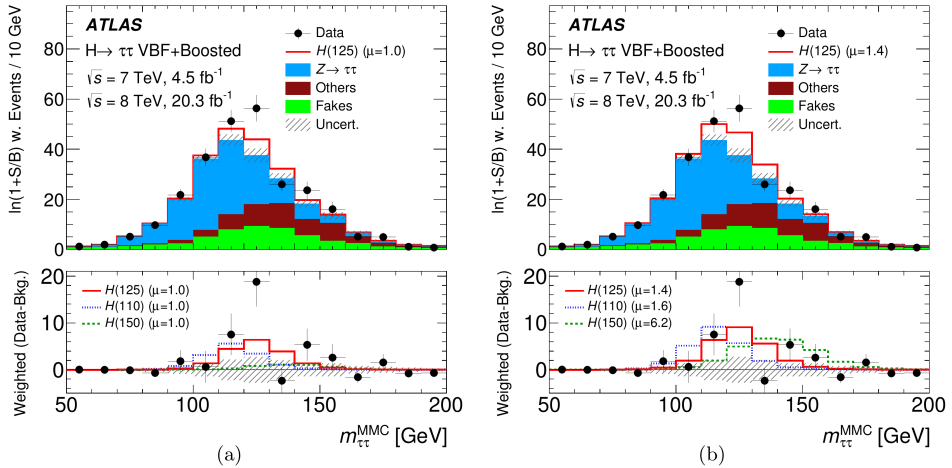 ATLAS
H→ ττ VBF+Boosted
√s = 7 TeV, 4.5 fb⁻¹
√s = 8 TeV, 20.3 fb⁻¹
Data
H(125) (μ=1.0)
Z→ ττ
Others
Fakes
Uncert.
ln(1+S/B) w. Events / 10 GeV
80
60
40
20
0
H(125) (μ=1.0)
H(110) (μ=1.0)
H(150) (μ=1.0)
Weighted (Data-Bkg.)
20
10
0
50 100 150 200
m_ττ^MMC [GeV]
(a)
ATLAS
H→ ττ VBF+Boosted
√s = 7 TeV, 4.5 fb⁻¹
√s = 8 TeV, 20.3 fb⁻¹
Data
H(125) (μ=1.4)
Z→ ττ
Others
Fakes
Uncert.
ln(1+S/B) w. Events / 10 GeV
80
60
40
20
0
H(125) (μ=1.4)
H(110) (μ=1.6)
H(150) (μ=6.2)
Weighted (Data-Bkg.)
20
10
0
50 100 150 200
m_ττ^MMC [GeV]
(b)